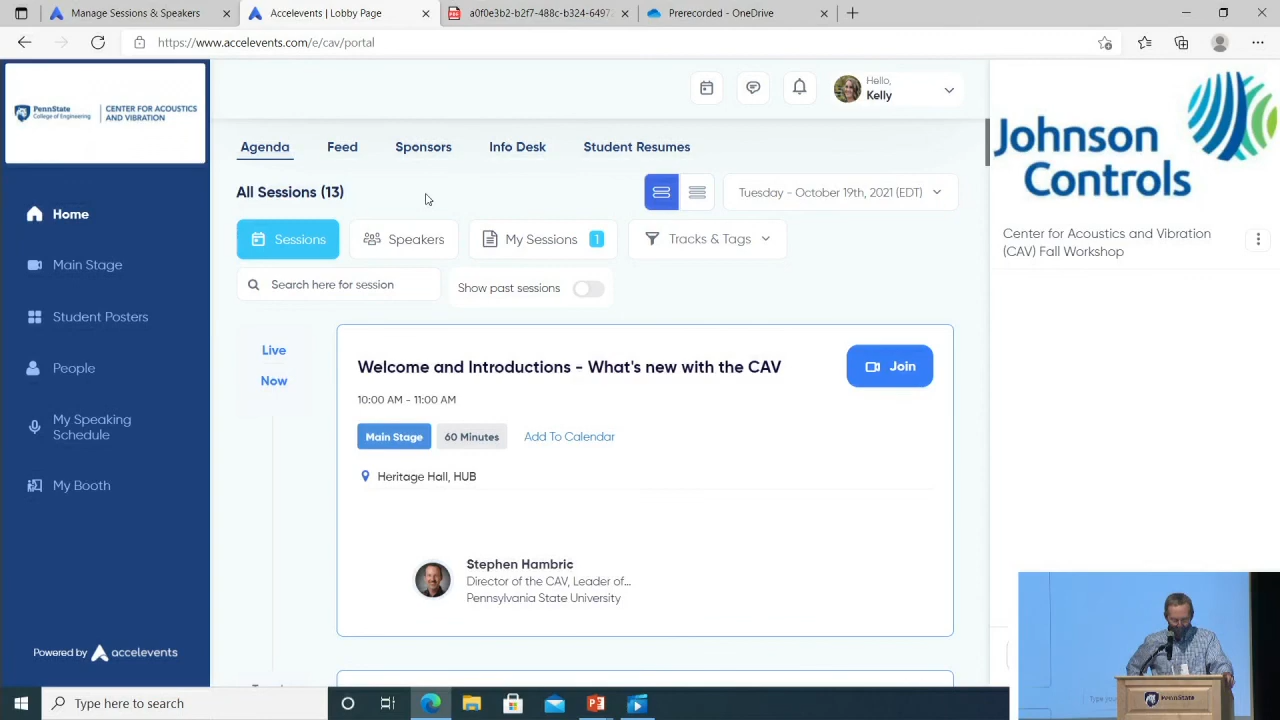 Manage Sessions & Speakers
Accelevents | Lobby Page
Prerecorded - OneDrive
https://www.accelevents.com/e/cav/portal
PennState
College of Engineering
CENTER FOR ACOUSTICS
AND VIBRATION
Home
Main Stage
Student Posters
People
My Speaking
Schedule
My Booth
Powered by accelevents
Hello,
Kelly
Agenda
Feed
Sponsors
Info Desk
Student Resumes
All Sessions (13)
Tuesday - October 19th, 2021 (EDT)
Sessions
Speakers
My Sessions 1
Tracks & Tags
Search here for session
Show past sessions
Live
Now
Welcome and Introductions - What's new with the CAV
Join
10:00 AM - 11:00 AM
Main Stage
60 Minutes
Add To Calendar
Heritage Hall, HUB
Stephen Hambric
Director of the CAV, Leader of...
Pennsylvania State University
Johnson
Controls
Center for Acoustics and Vibration
(CAV) Fall Workshop
PennState
Type here to search